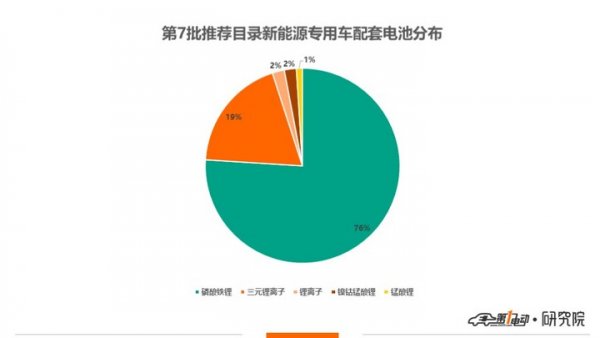 第7批推荐目录新能源专用车配套电池分布
2% 2% 1%
19%
76%
磷酸铁锂 三元锂离子 锂离子 镍钴锰酸锂 锰酸锂
第1电动·研究院